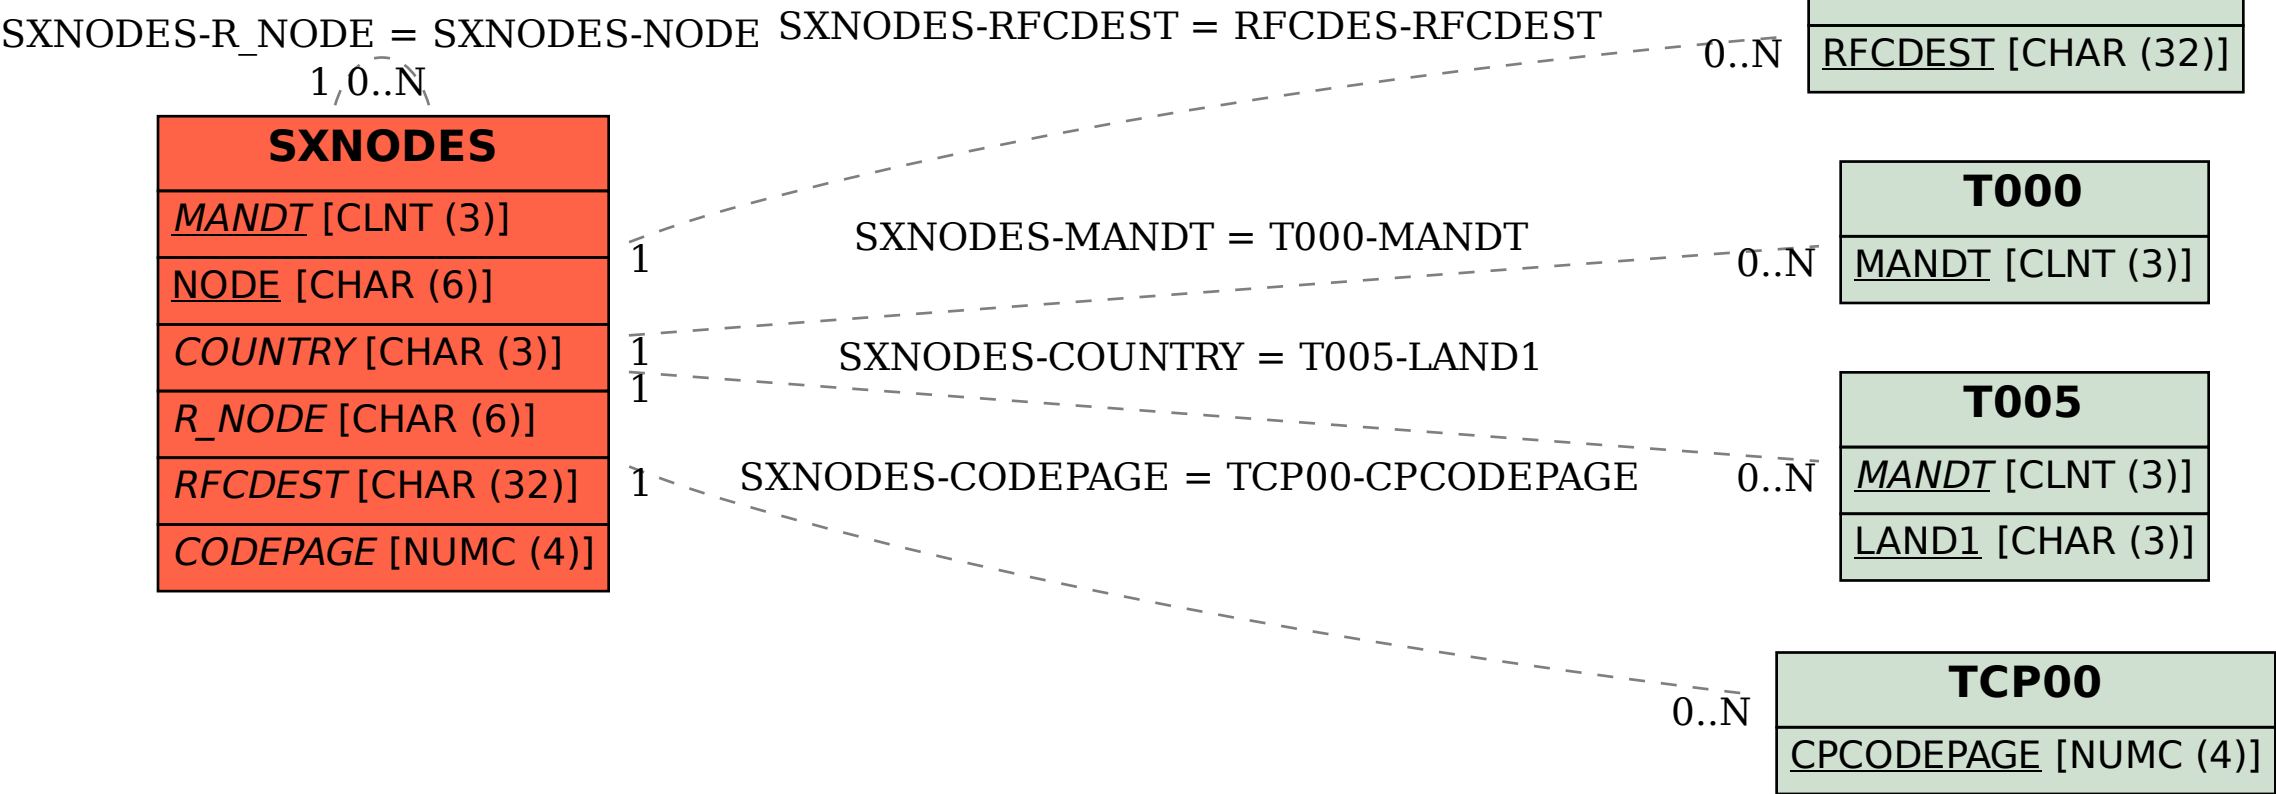 SXNODES-R_NODE = SXNODES-NODE
1 0..N
SXNODES
MANDT [CLNT (3)]
NODE [CHAR (6)]
COUNTRY [CHAR (3)]
R_NODE [CHAR (6)]
RFCDEST [CHAR (32)]
CODEPAGE [NUMC (4)]
SXNODES-RFCDEST = RFCDES-RFCDEST
1
0..N
RFCDEST [CHAR (32)]
SXNODES-MANDT = T000-MANDT
1
0..N
T000
MANDT [CLNT (3)]
SXNODES-COUNTRY = T005-LAND1
1
0..N
T005
MANDT [CLNT (3)]
LAND1 [CHAR (3)]
SXNODES-CODEPAGE = TCP00-CPCODEPAGE
1
0..N
TCP00
CPCODEPAGE [NUMC (4)]